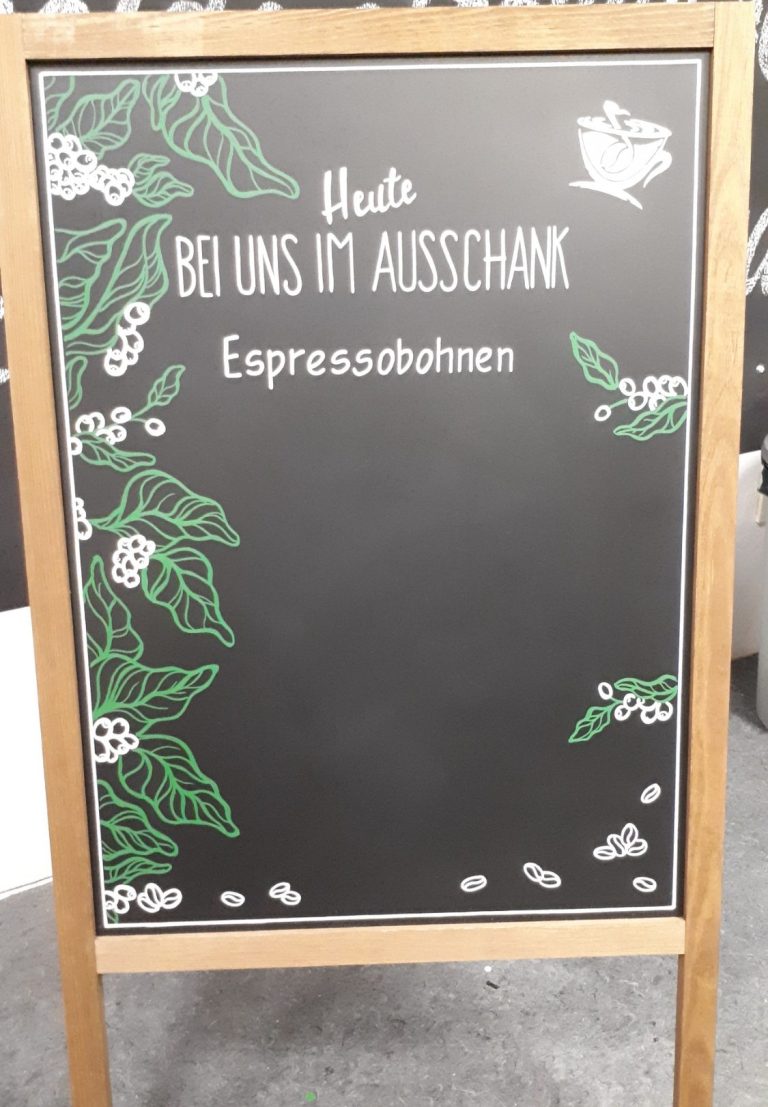 Heute
BEI UNS IM AUSSCHANK
Espressobohnen